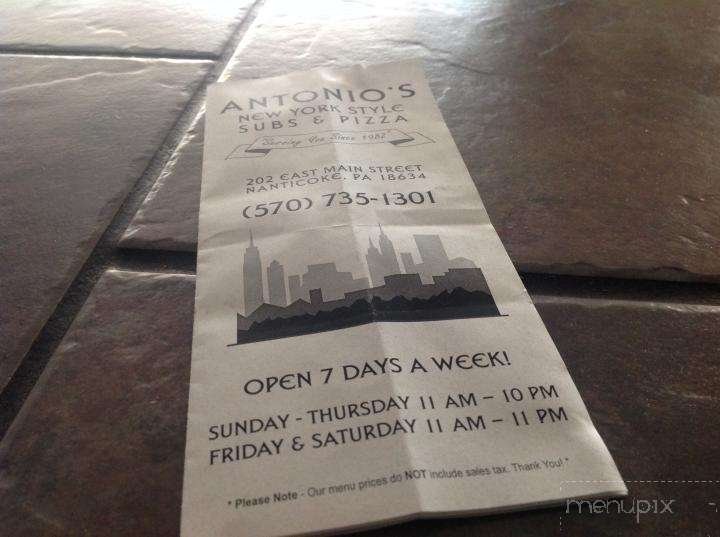 ANTONIO'S
NEW YORK STYLE
SUBS & PIZZA
"Serving You Since 1982"
202 EAST MAIN STREET
NANTICOKE, PA 18634
(570) 735-1301
OPEN 7 DAYS A WEEK!
SUNDAY - THURSDAY 11 AM – 10 PM
FRIDAY & SATURDAY 11 AM – 11 PM
* Please Note - Our menu prices do NOT include sales tax. Thank You! *
menupix